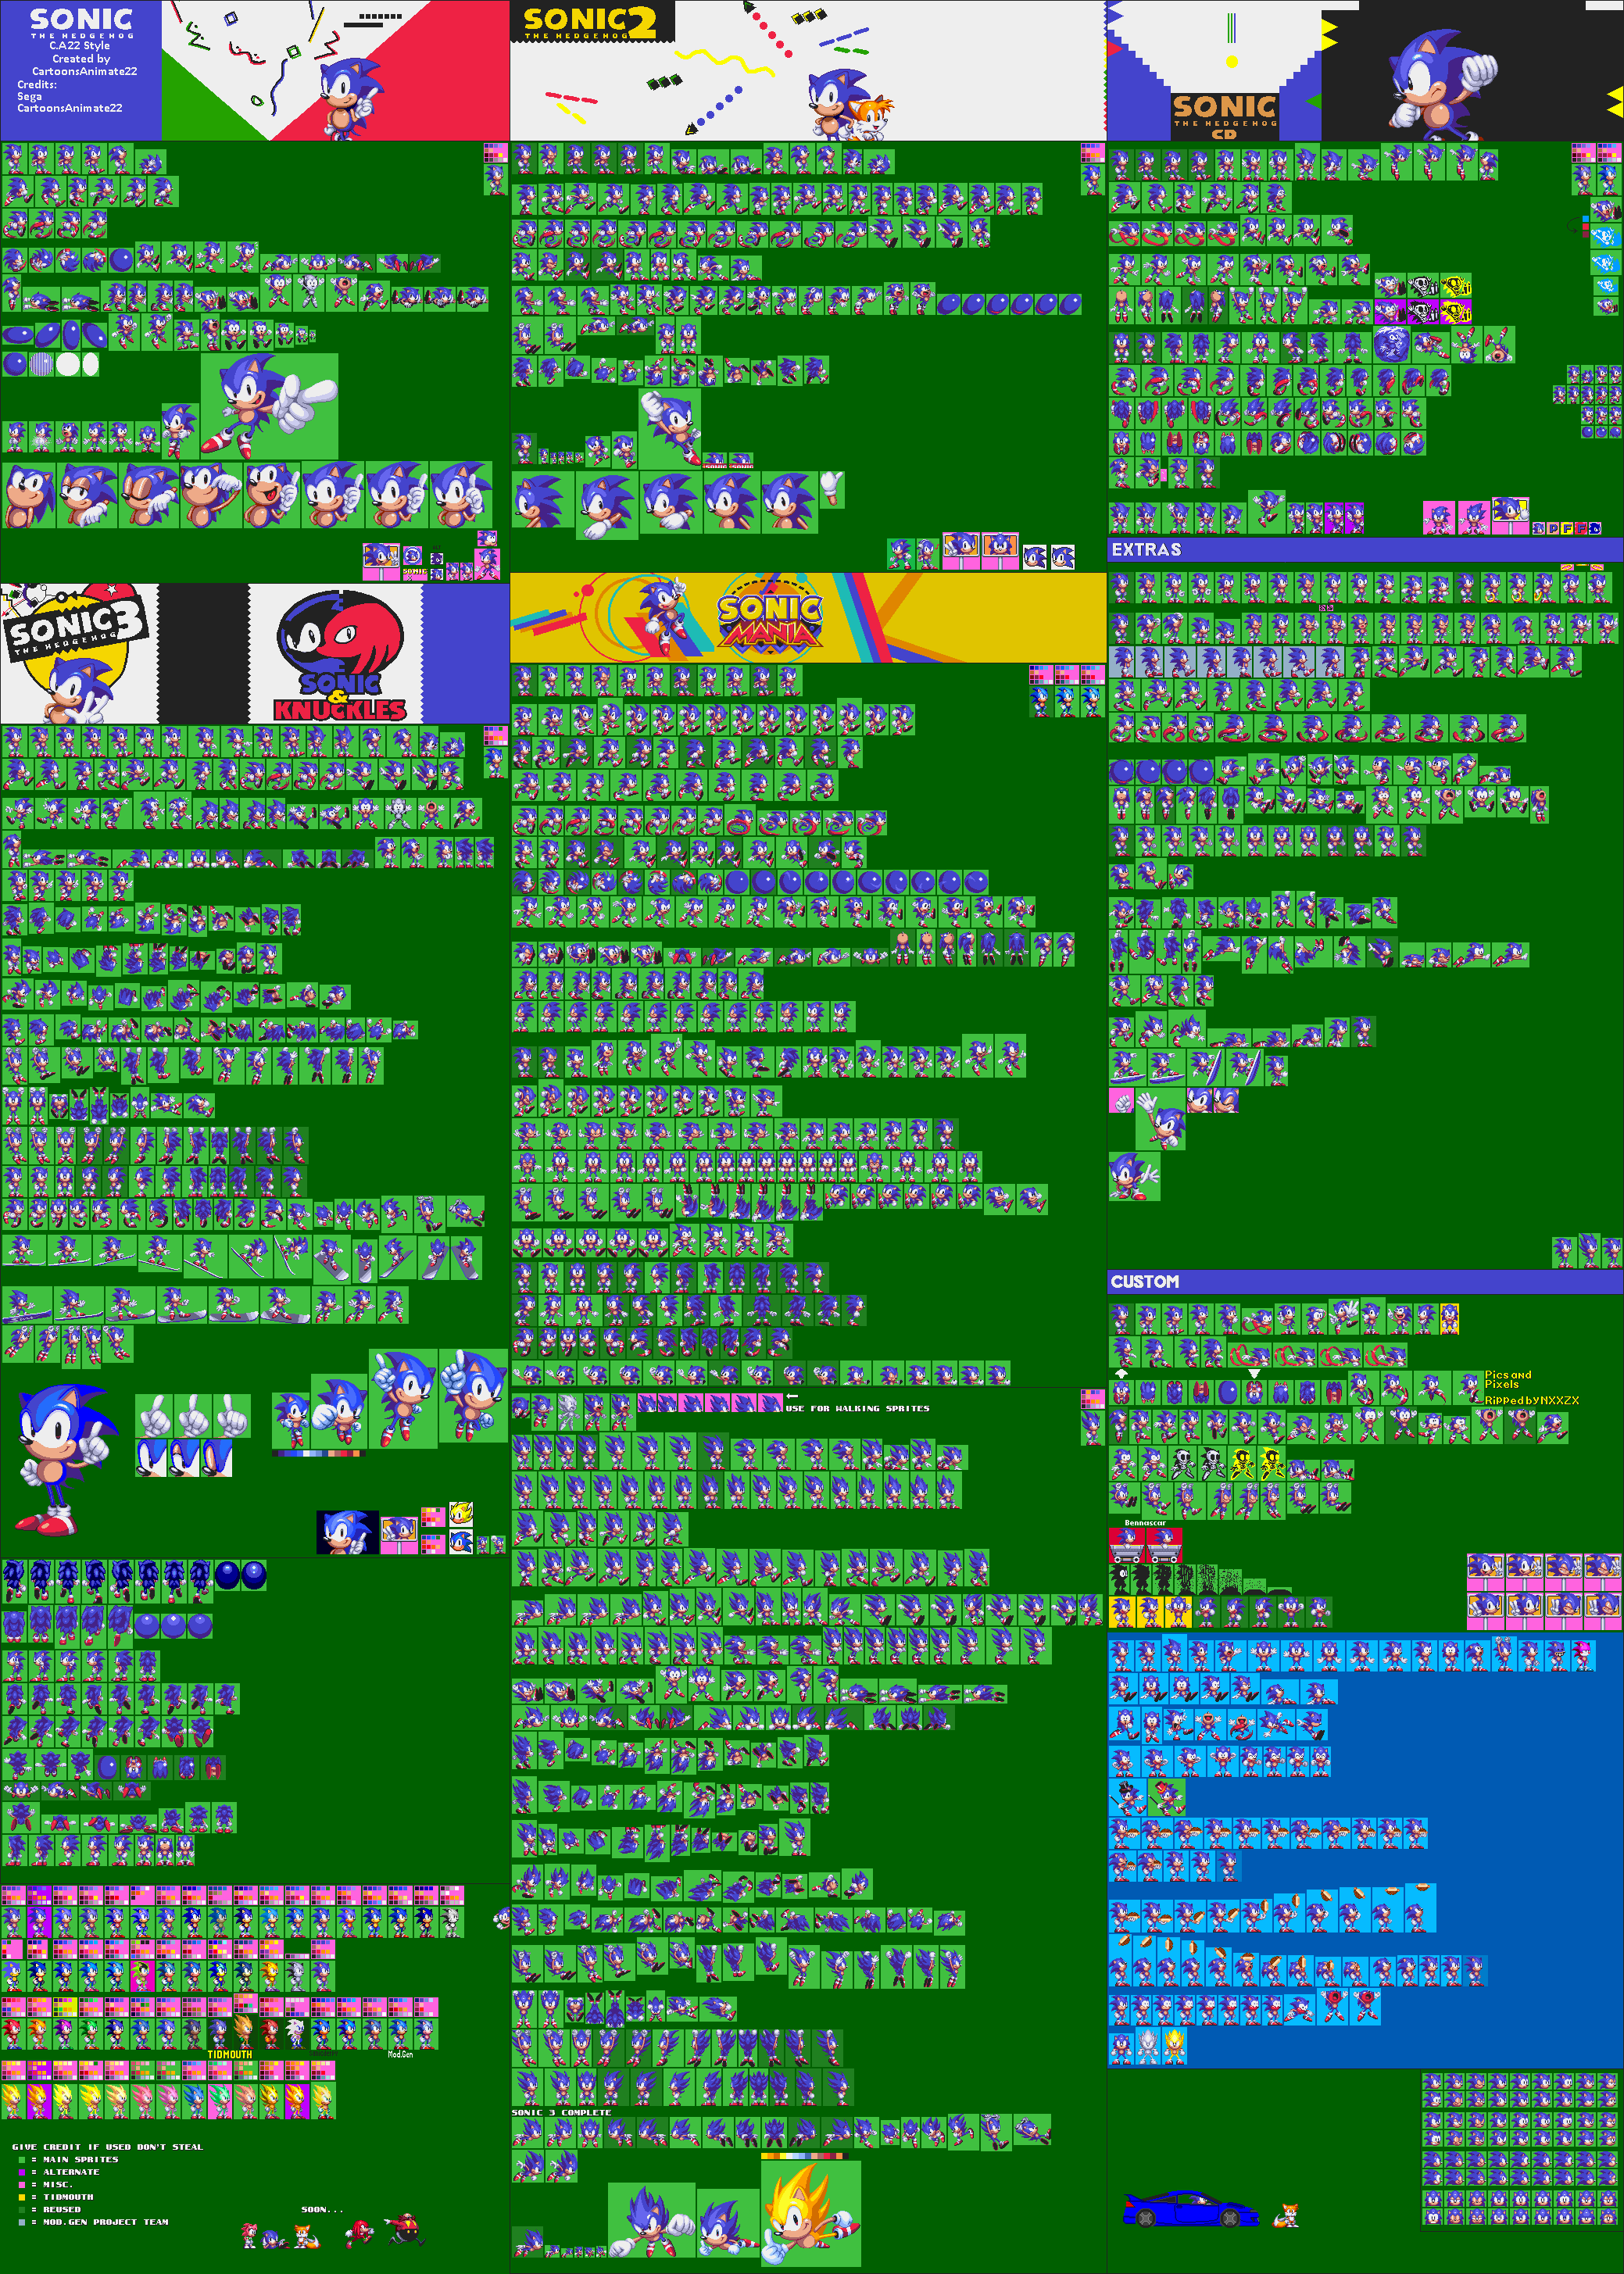 SONIC
THE HEDGEHOG
C.A22 Style
Created by
CartoonsAnimate22
Credits:
Sega
CartoonsAnimate22
SONIC 2
THE HEDGEHOG
SONIC
THE HEDGEHOG
CD
EXTRAS
SONIC 3
THE HEDGEHOG
SONIC
&
KNUCKLES
SONIC
MANIA
CUSTOM
Pics and
Pixels
Ripped by NXXZX
USE FOR WALKING SPRITES
Bennascar
TIDMOUTH
Mod.Gen
SONIC 3 COMPLETE
GIVE CREDIT IF USED DON'T STEAL
= MAIN SPRITES
= ALTERNATE
= MISC.
= TIDMOUTH
= REUSED
= MOD.GEN PROJECT TEAM
SOON...